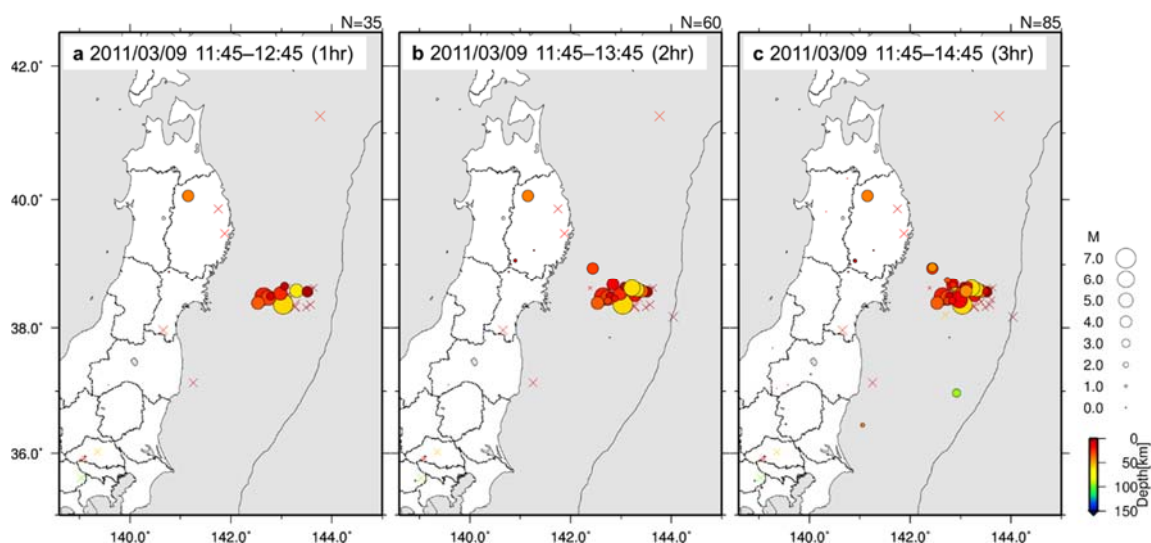 N=35
N=60
N=85
a 2011/03/09 11:45–12:45 (1hr)
b 2011/03/09 11:45–13:45 (2hr)
c 2011/03/09 11:45–14:45 (3hr)
42.0˚
40.0˚
38.0˚
36.0˚
140.0˚ 142.0˚ 144.0˚
140.0˚ 142.0˚ 144.0˚
140.0˚ 142.0˚ 144.0˚
M
7.0
6.0
5.0
4.0
3.0
2.0
1.0
0.0
0
50
100
150
Depth[km]